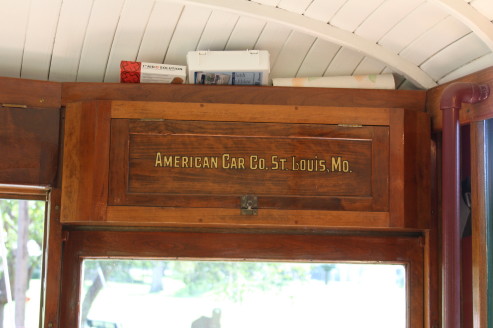 AMERICAN CAR CO. ST. LOUIS, MO.